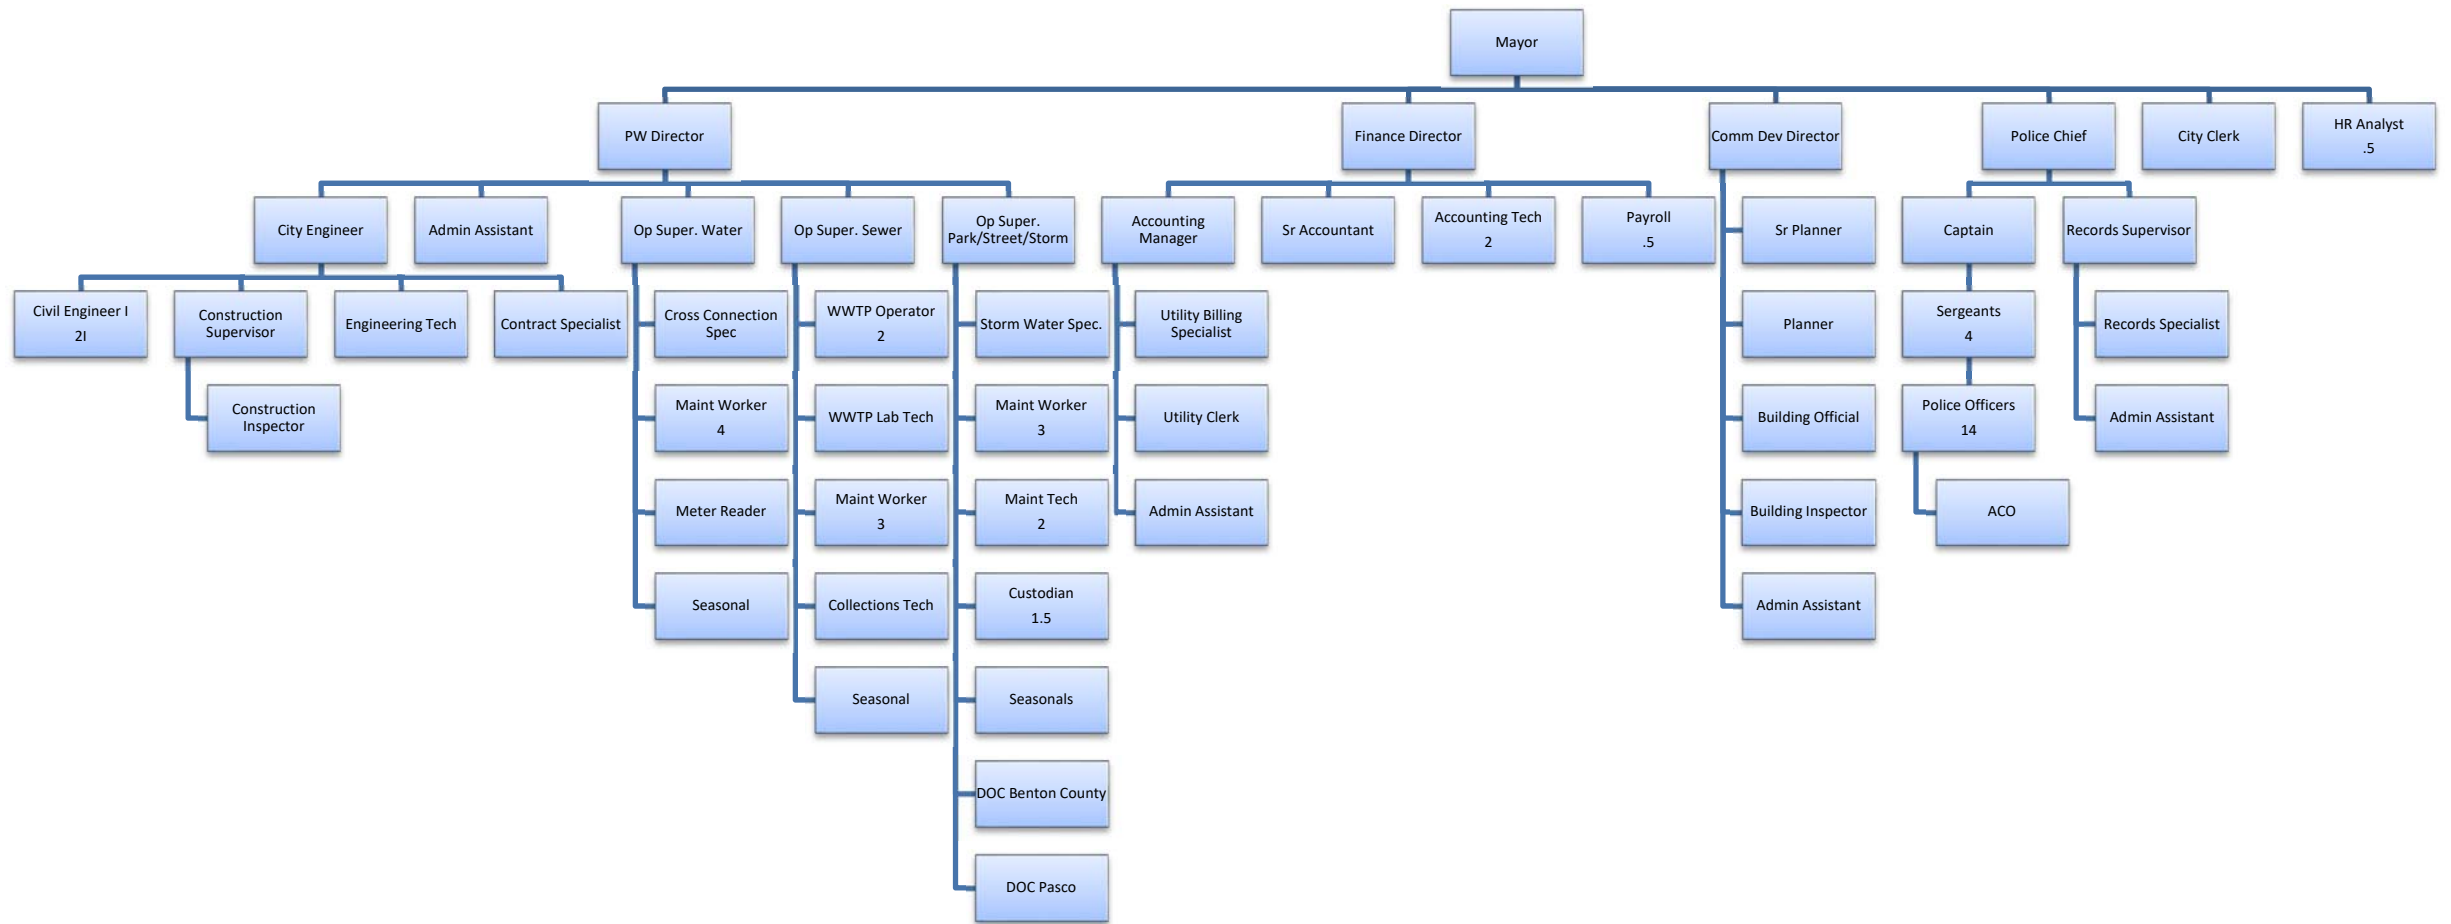 Mayor
PW Director
Finance Director
Comm Dev Director
Police Chief
City Clerk
HR Analyst
.5
City Engineer
Admin Assistant
Op Super. Water
Op Super. Sewer
Op Super.
Park/Street/Storm
Accounting
Manager
Sr Accountant
Accounting Tech
2
Payroll
.5
Sr Planner
Captain
Records Supervisor
Civil Engineer I
2I
Construction
Supervisor
Engineering Tech
Contract Specialist
Cross Connection
Spec
WWTP Operator
2
Storm Water Spec.
Utility Billing
Specialist
Planner
Sergeants
4
Records Specialist
Construction
Inspector
Maint Worker
4
WWTP Lab Tech
Maint Worker
3
Utility Clerk
Building Official
Police Officers
14
Admin Assistant
Meter Reader
Maint Worker
3
Maint Tech
2
Admin Assistant
Building Inspector
ACO
Seasonal
Collections Tech
Custodian
1.5
Admin Assistant
Seasonal
Seasonals
DOC Benton County
DOC Pasco